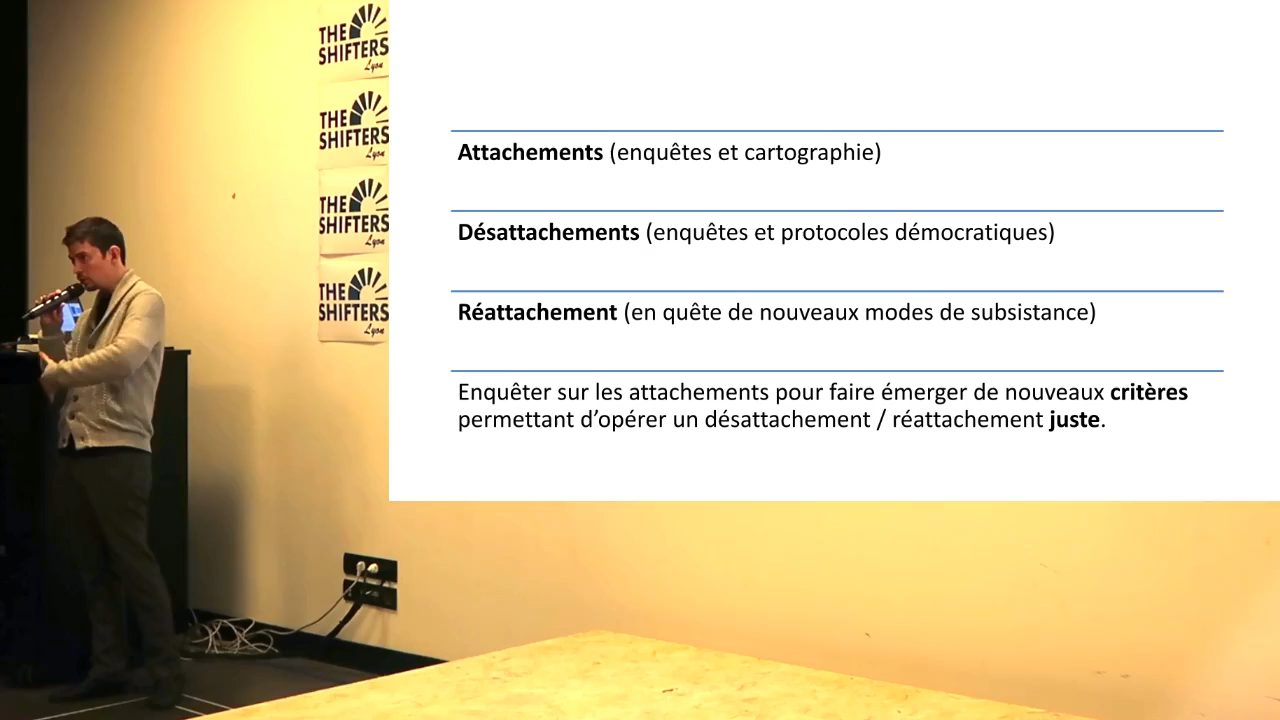 THE
SHIFTERS
Lyon
THE
SHIFTERS
Lyon
THE
SHIFTERS
Lyon
THE
SHIFTERS
Lyon
Attachements (enquêtes et cartographie)
Désattachements (enquêtes et protocoles démocratiques)
Réattachement (en quête de nouveaux modes de subsistance)
Enquêter sur les attachements pour faire émerger de nouveaux critères
permettant d’opérer un désattachement / réattachement juste.